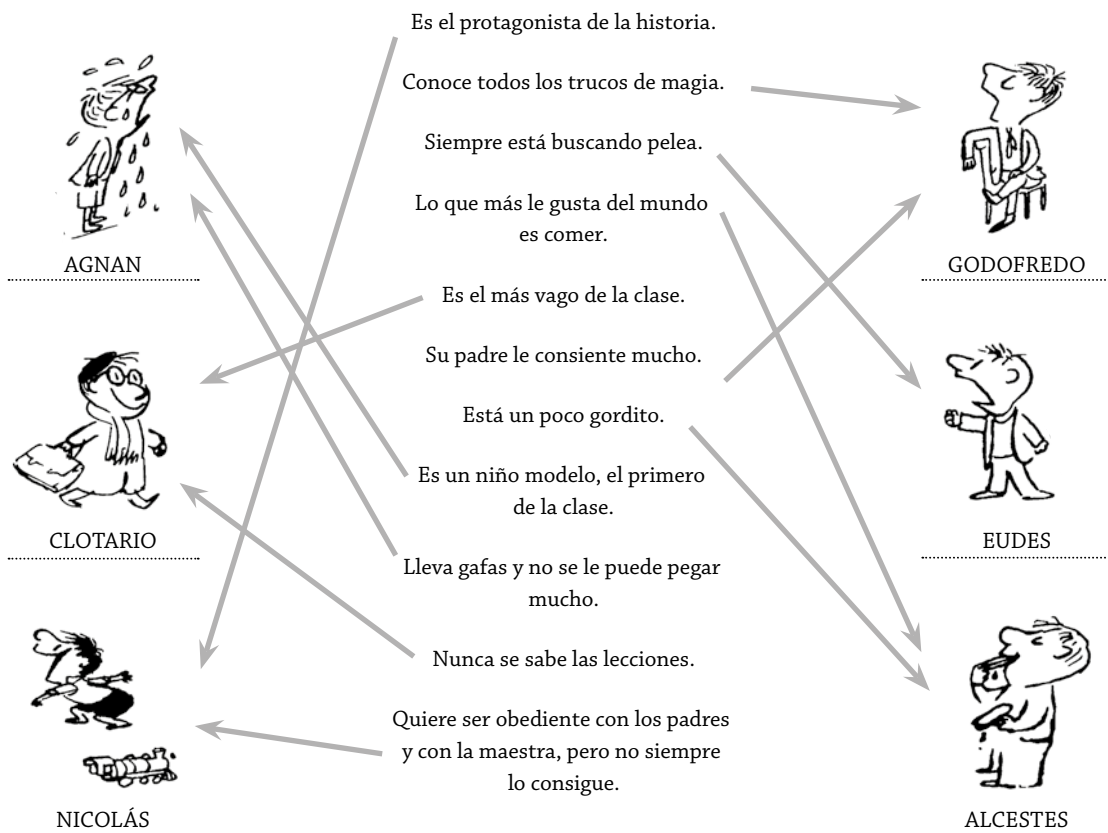 Es el protagonista de la historia.
Conoce todos los trucos de magia.
Siempre está buscando pelea.
Lo que más le gusta del mundo
es comer.
AGNAN
GODOFREDO
Es el más vago de la clase.
Su padre le consiente mucho.
Está un poco gordito.
Es un niño modelo, el primero
de la clase.
CLOTARIO
EUDES
Lleva gafas y no se le puede pegar
mucho.
Nunca se sabe las lecciones.
Quiere ser obediente con los padres
y con la maestra, pero no siempre
lo consigue.
NICOLÁS
ALCESTES